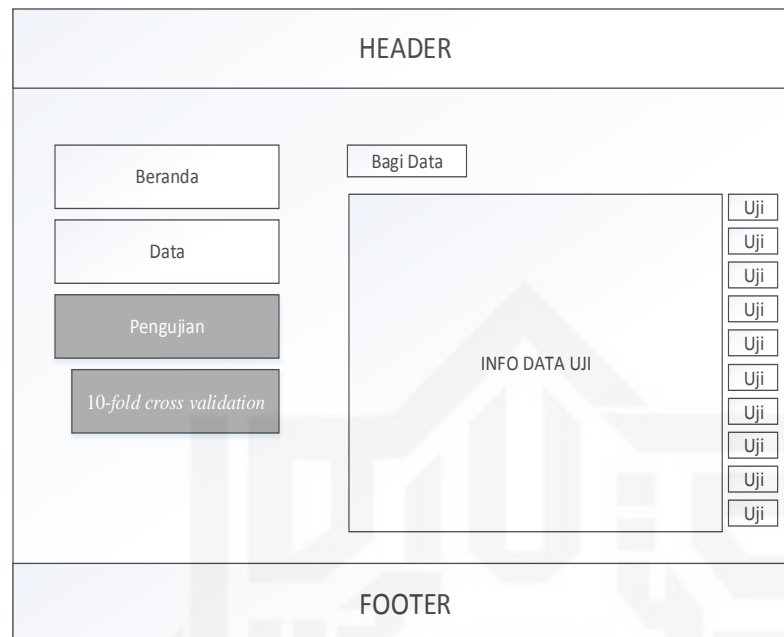 HEADER
Beranda
Data
Pengujian
10-fold cross validation
Bagi Data
INFO DATA UJI
Uji
Uji
Uji
Uji
Uji
Uji
Uji
Uji
Uji
Uji
FOOTER